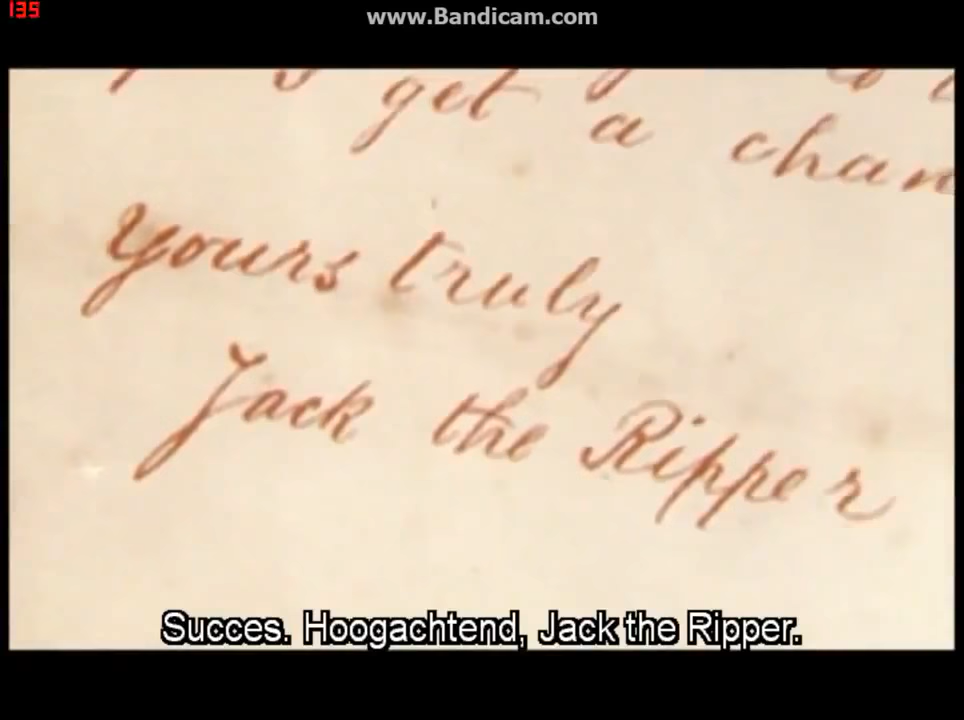 135
www.Bandicam.com
get a chan
yours truly
Jack the Ripper
Succes. Hoogachtend, Jack the Ripper.